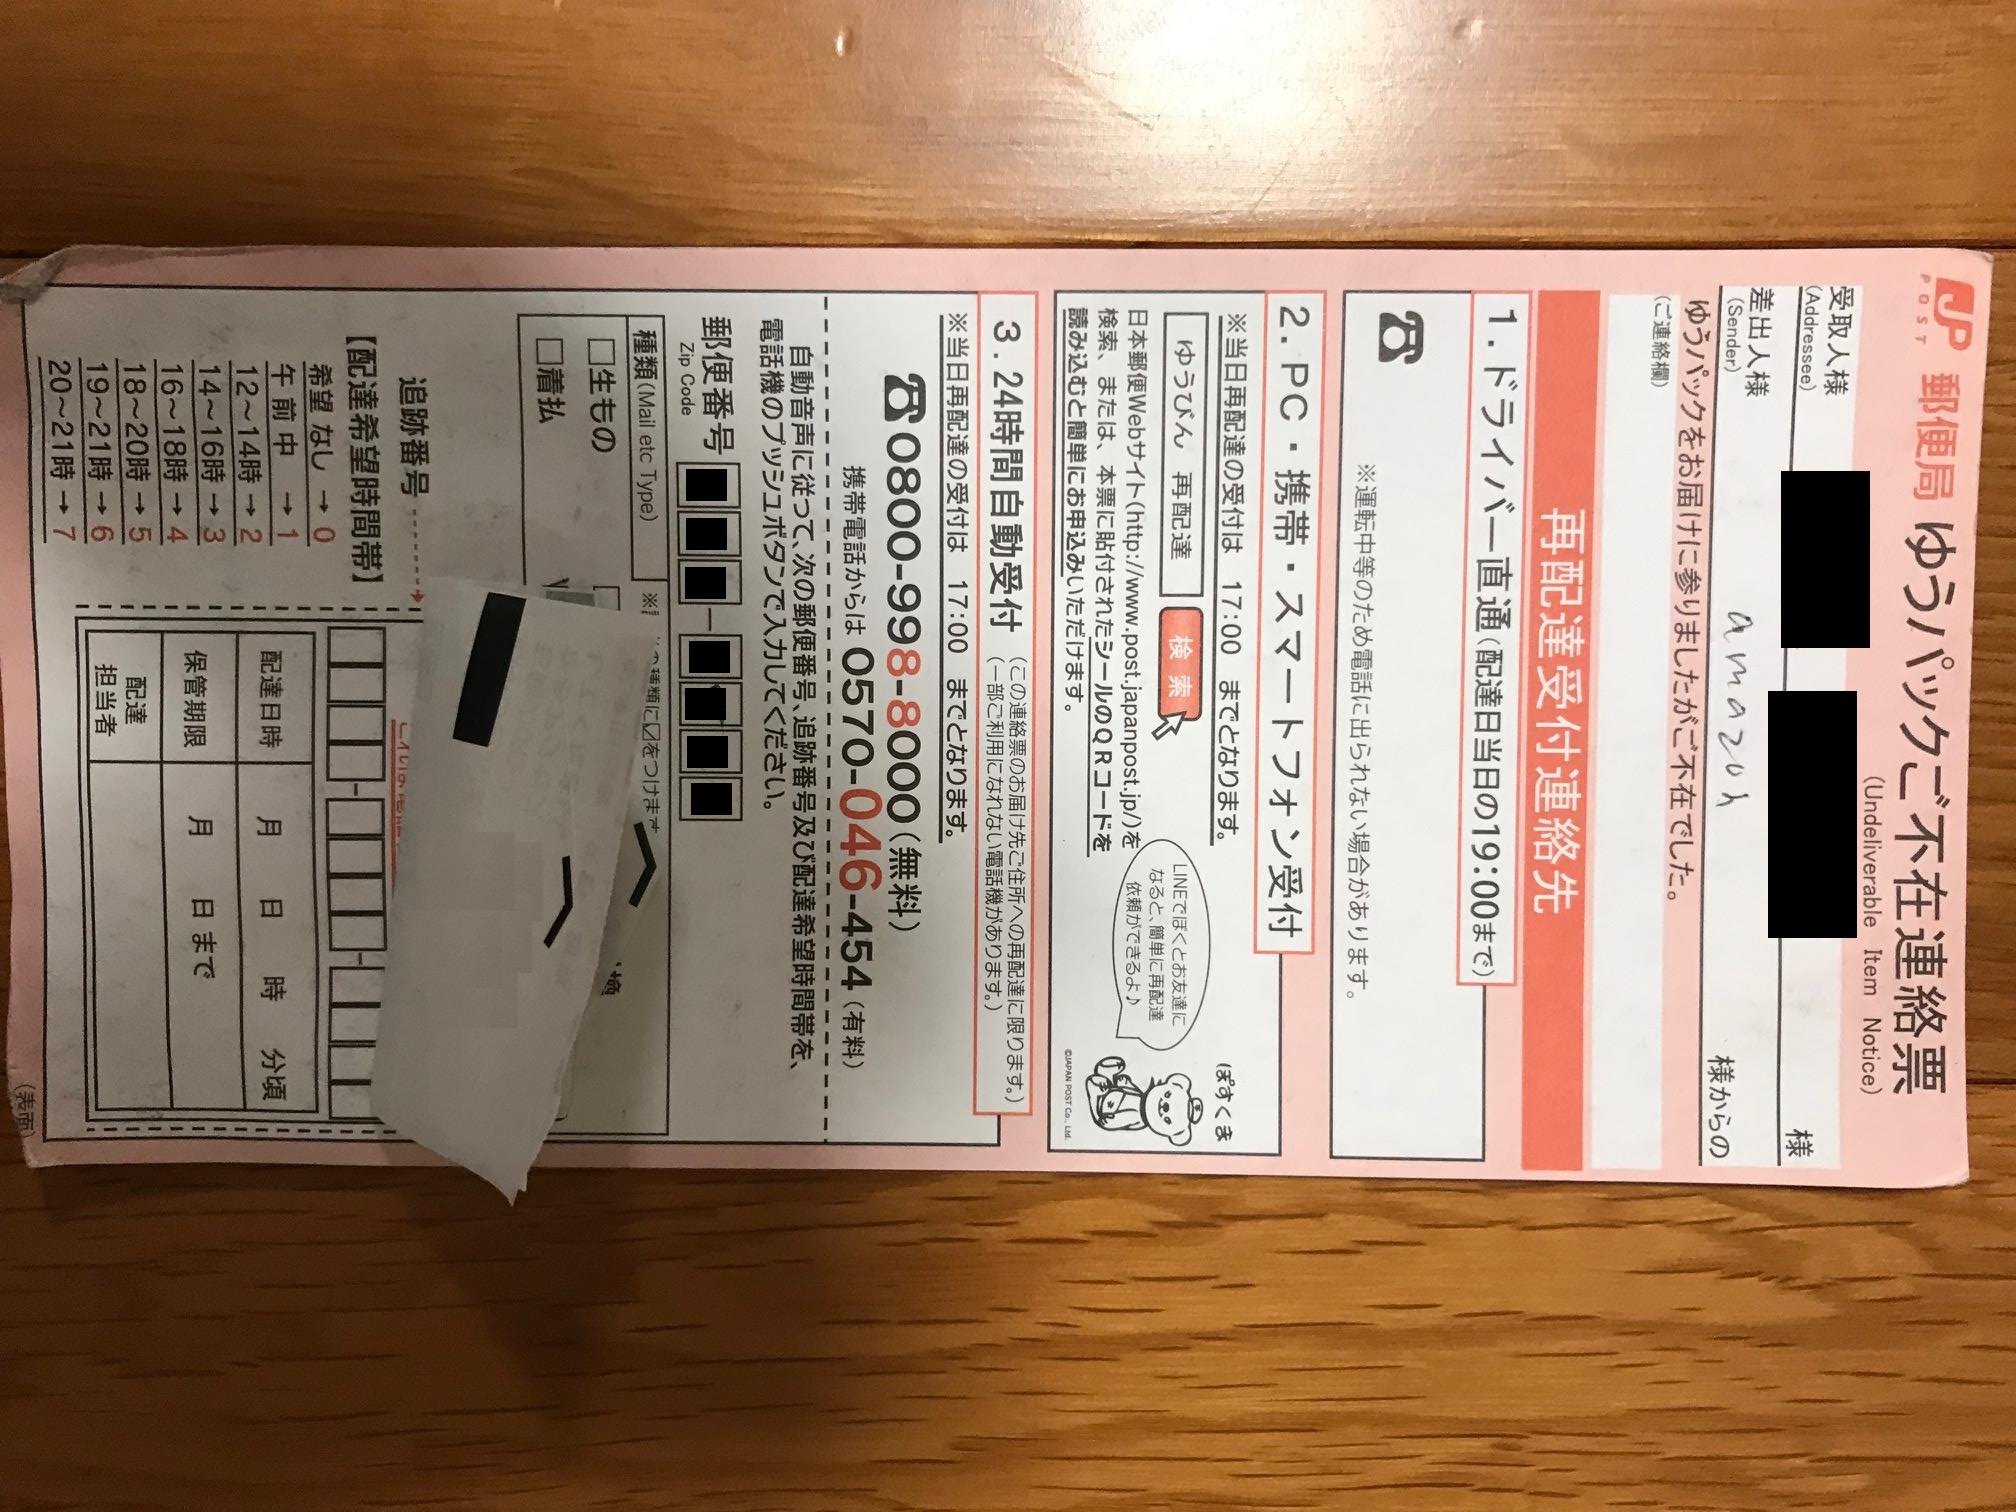 JP
POST
郵便局 ゆうパックご不在連絡票
(Undeliverable Item Notice)
受取人様
(Addressee)
様
差出人様
(Sender)
amazon
様からの
ゆうパックをお届けに参りましたがご不在でした。
(ご連絡欄)
再配達受付連絡先
1. ドライバー直通(配達日当日の19:00まで)
☎
※運転中等のため電話に出られない場合があります。
2. PC・携帯・スマートフォン受付
※当日再配達の受付は 17:00 までとなります。
ゆうびん 再配達
検索
日本郵便Webサイト(http://www.post.japanpost.jp/)を
検索、または、本票に貼付されたシールのQRコードを
読み込むと簡単にお申込みいただけます。
LINEでぼくとお友達に
なると、簡単に再配達
依頼ができるよ♪
ぽすくま
©JAPAN POST Co., Ltd.
3. 24時間自動受付
(この連絡票のお届け先ご住所への再配達に限ります。)
(一部ご利用になれない電話機があります。)
※当日再配達の受付は 17:00 までとなります。
☎0800-998-8000(無料)
携帯電話からは 0570-046-454(有料)
自動音声に従って、次の郵便番号、追跡番号及び配達希望時間帯を、
電話機のプッシュボタンで入力してください。
郵便番号
Zip Code
種類(Mail etc Type)
の種類に☑をつけます
□生もの
□着払
追跡番号
【配達希望時間帯】
希望なし → 0
午前中 → 1
12〜14時 → 2
14〜16時 → 3
16〜18時 → 4
18〜20時 → 5
19〜21時 → 6
20〜21時 → 7
配達日時 月 日 時 分頃
保管期限 月 日まで
配達
担当者
(表面)